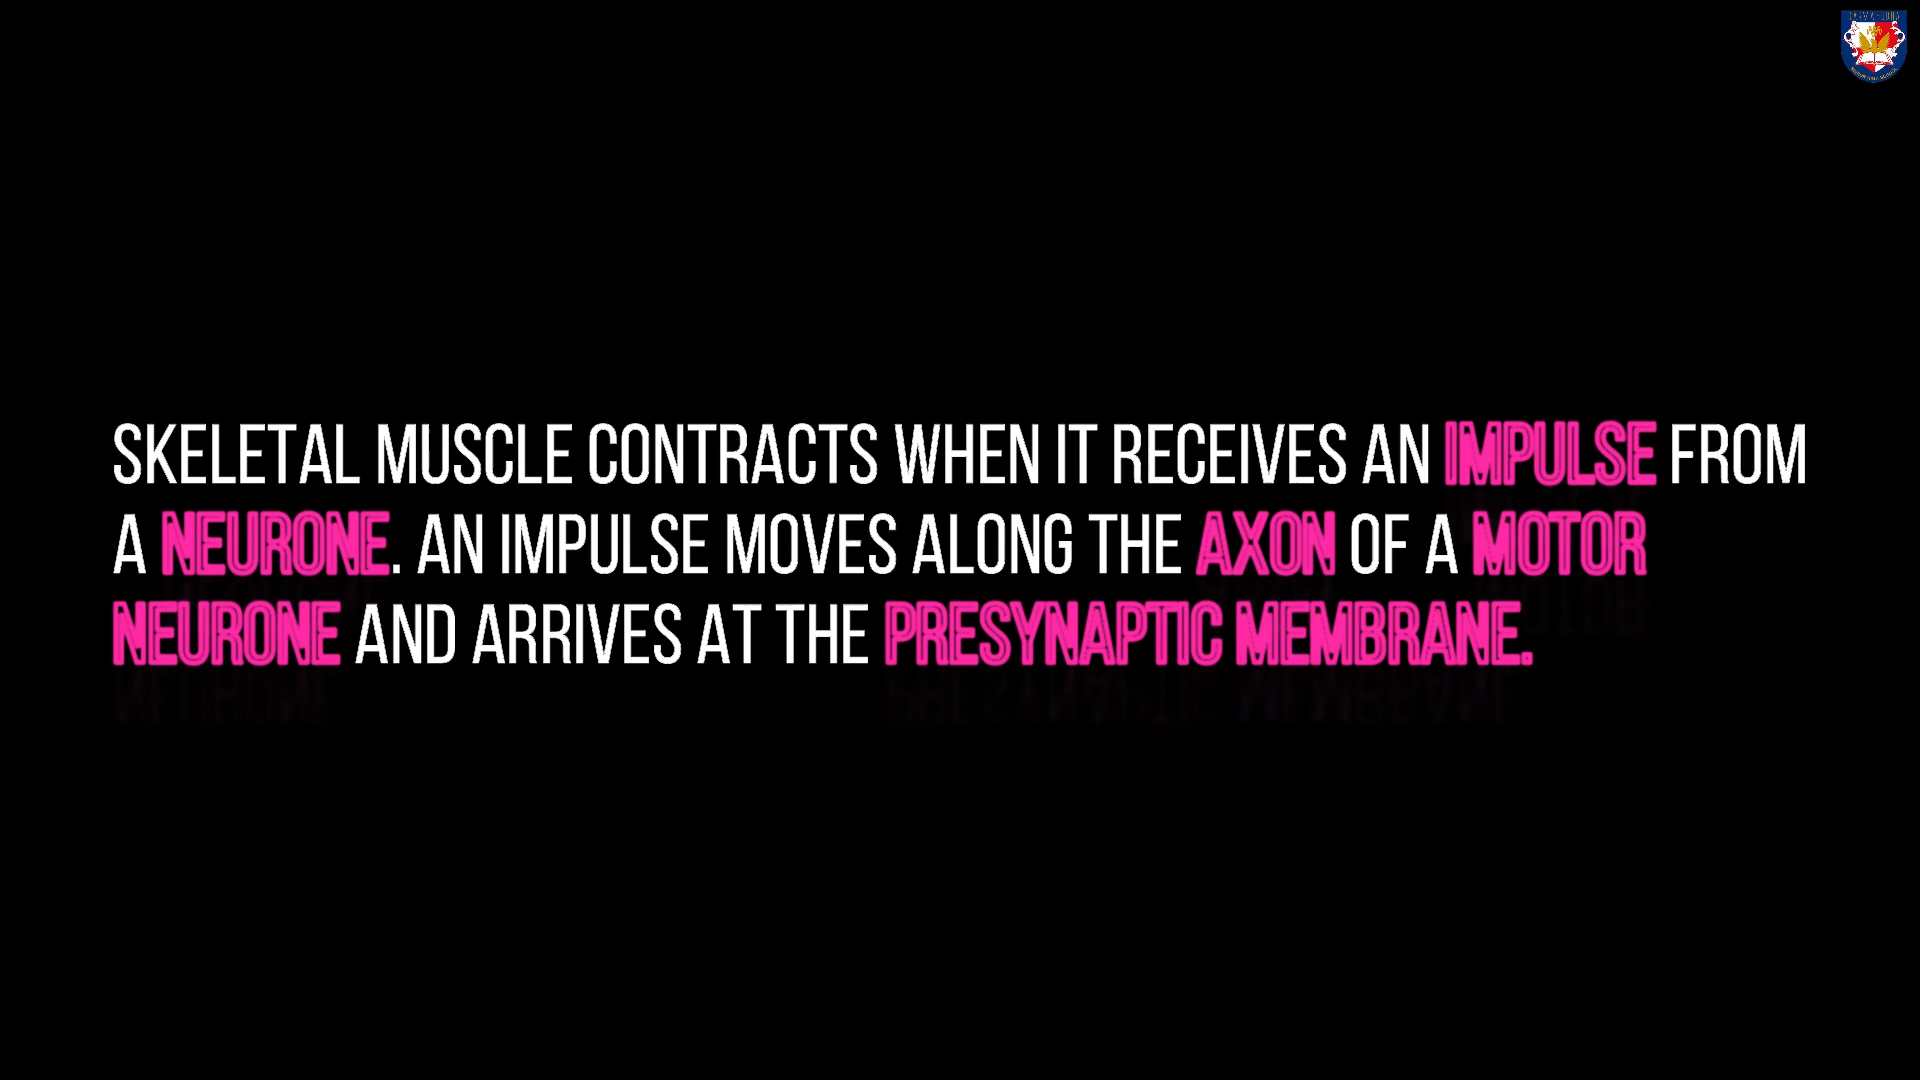 SKELETAL MUSCLE CONTRACTS WHEN IT RECEIVES AN IMPULSE FROM
A NEURONE. AN IMPULSE MOVES ALONG THE AXON OF A MOTOR
NEURONE AND ARRIVES AT THE PRESYNAPTIC MEMBRANE.